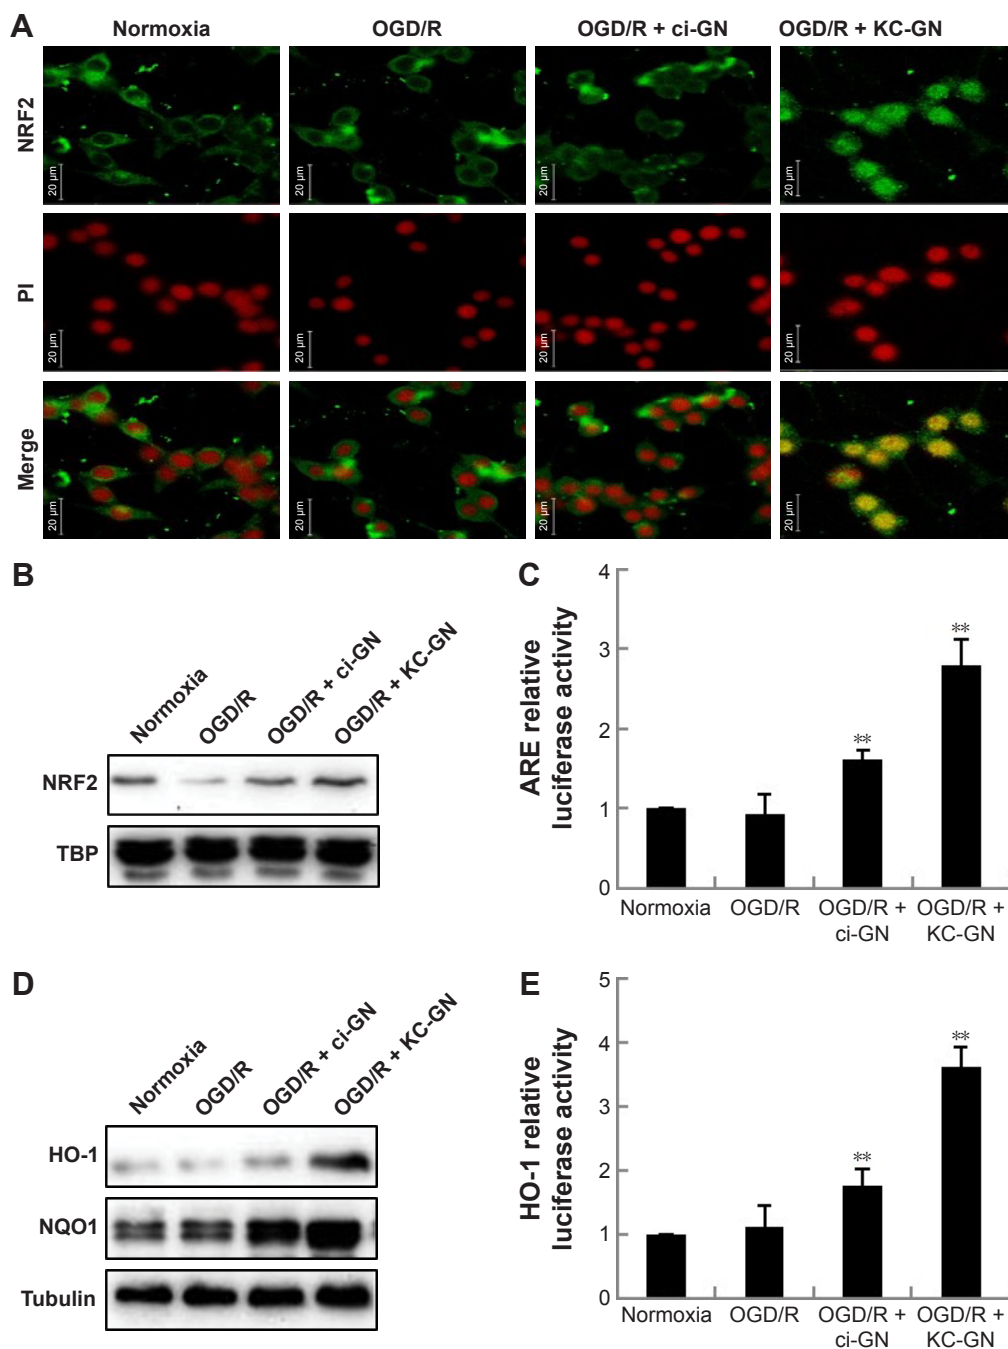 A
Normoxia
OGD/R
OGD/R + ci-GN
OGD/R + KC-GN
NRF2
20 µm
20 µm
20 µm
20 µm
PI
20 µm
20 µm
20 µm
20 µm
Merge
20 µm
20 µm
20 µm
20 µm
B
Normoxia
OGD/R
OGD/R + ci-GN
OGD/R + KC-GN
NRF2
TBP
C
ARE relative
luciferase activity
4
3
2
1
0
**
**
Normoxia
OGD/R
OGD/R +
ci-GN
OGD/R +
KC-GN
D
Normoxia
OGD/R
OGD/R + ci-GN
OGD/R + KC-GN
HO-1
NQO1
Tubulin
E
HO-1 relative
luciferase activity
5
4
3
2
1
0
**
**
Normoxia
OGD/R
OGD/R +
ci-GN
OGD/R +
KC-GN